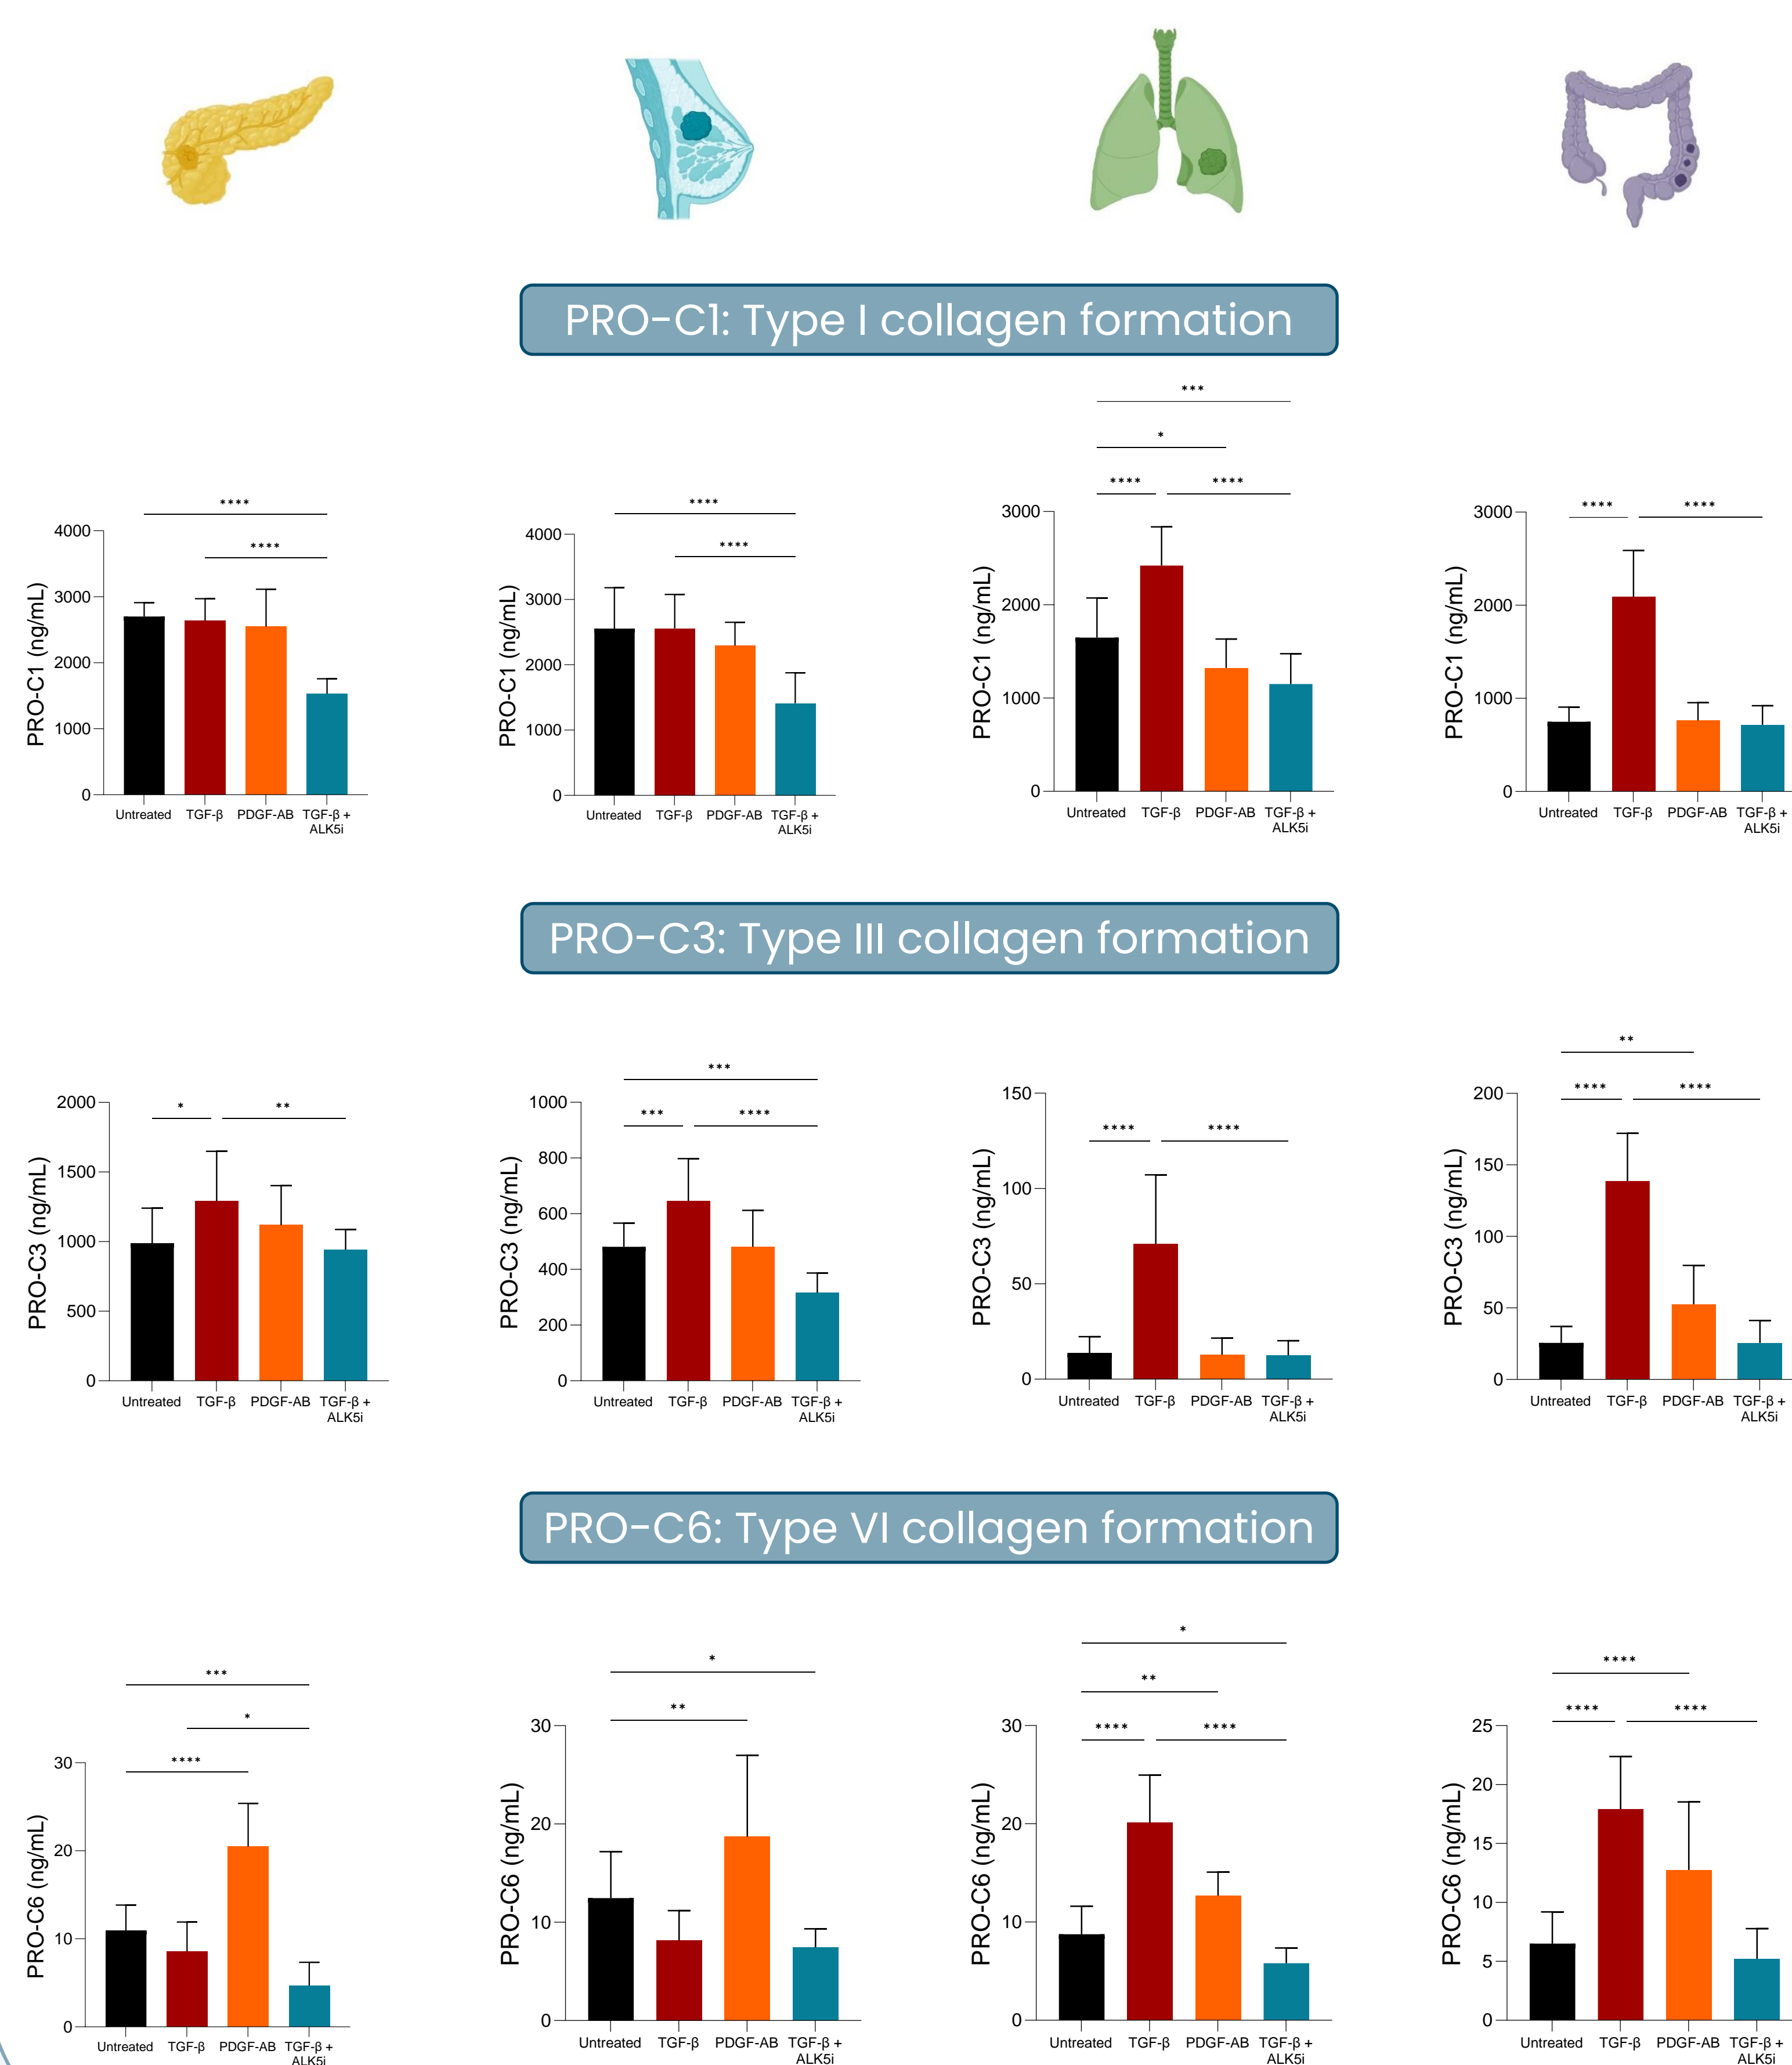 PRO-C1: Type I collagen formation
****
****
4000
3000
2000
1000
0
PRO-C1 (ng/mL)
Untreated TGF-β PDGF-AB TGF-β +
ALK5i
****
****
4000
3000
2000
1000
0
PRO-C1 (ng/mL)
Untreated TGF-β PDGF-AB TGF-β +
ALK5i
***
*
**** ****
3000
2000
1000
0
PRO-C1 (ng/mL)
Untreated TGF-β PDGF-AB TGF-β +
ALK5i
**** ****
3000
2000
1000
0
PRO-C1 (ng/mL)
Untreated TGF-β PDGF-AB TGF-β +
ALK5i
PRO-C3: Type III collagen formation
* **
2000
1500
1000
500
0
PRO-C3 (ng/mL)
Untreated TGF-β PDGF-AB TGF-β +
ALK5i
***
*** ****
1000
800
600
400
200
0
PRO-C3 (ng/mL)
Untreated TGF-β PDGF-AB TGF-β +
ALK5i
**** ****
150
100
50
0
PRO-C3 (ng/mL)
Untreated TGF-β PDGF-AB TGF-β +
ALK5i
**
**** ****
200
150
100
50
0
PRO-C3 (ng/mL)
Untreated TGF-β PDGF-AB TGF-β +
ALK5i
PRO-C6: Type VI collagen formation
***
*
****
30
20
10
0
PRO-C6 (ng/mL)
Untreated TGF-β PDGF-AB TGF-β +
ALK5i
*
**
30
20
10
0
PRO-C6 (ng/mL)
Untreated TGF-β PDGF-AB TGF-β +
ALK5i
*
**
**** ****
30
20
10
0
PRO-C6 (ng/mL)
Untreated TGF-β PDGF-AB TGF-β +
ALK5i
****
**** ****
25
20
15
10
5
0
PRO-C6 (ng/mL)
Untreated TGF-β PDGF-AB TGF-β +
ALK5i